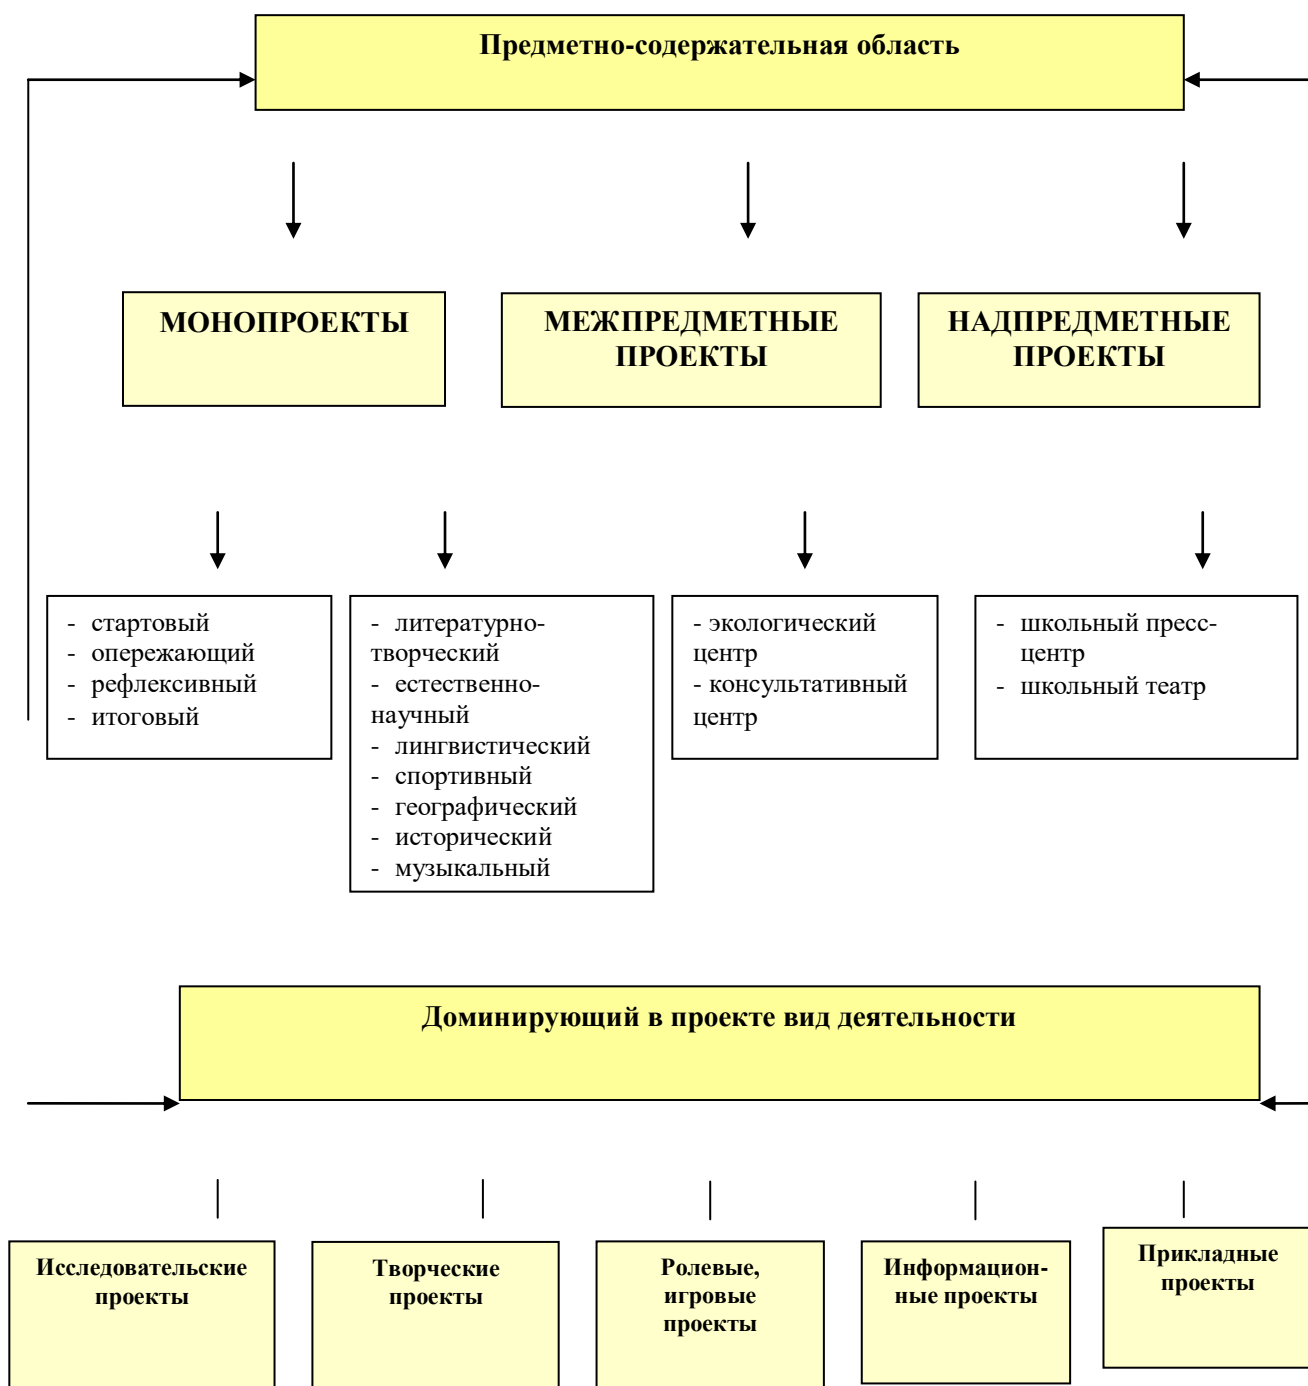 Предметно-содержательная область
МОНОПРОЕКТЫ
МЕЖПРЕДМЕТНЫЕ
ПРОЕКТЫ
НАДПРЕДМЕТНЫЕ
ПРОЕКТЫ
- стартовый
- опережающий
- рефлексивный
- итоговый
- литературно-
творческий
- естественно-
научный
- лингвистический
- спортивный
- географический
- исторический
- музыкальный
- экологический
центр
- консультативный
центр
- школьный пресс-
центр
- школьный театр
Доминирующий в проекте вид деятельности
Исследовательские
проекты
Творческие
проекты
Ролевые,
игровые
проекты
Информацион-
ные проекты
Прикладные
проекты